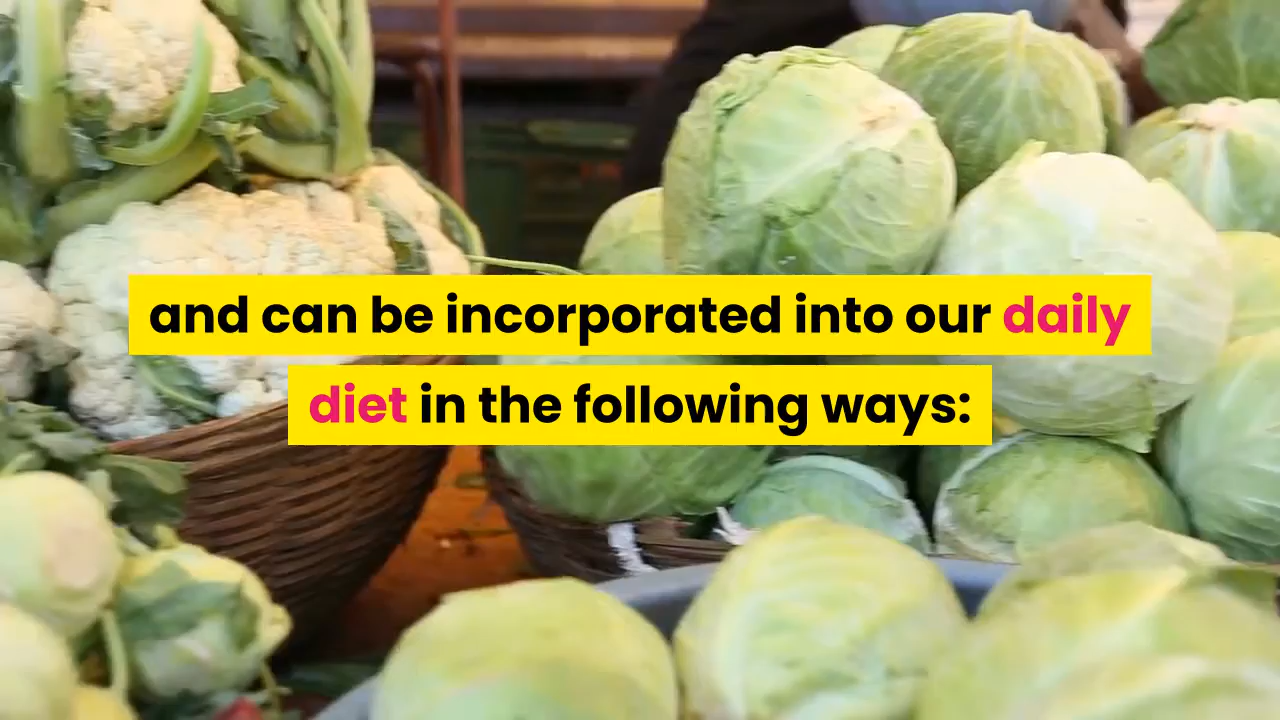 and can be incorporated into our daily
diet in the following ways: